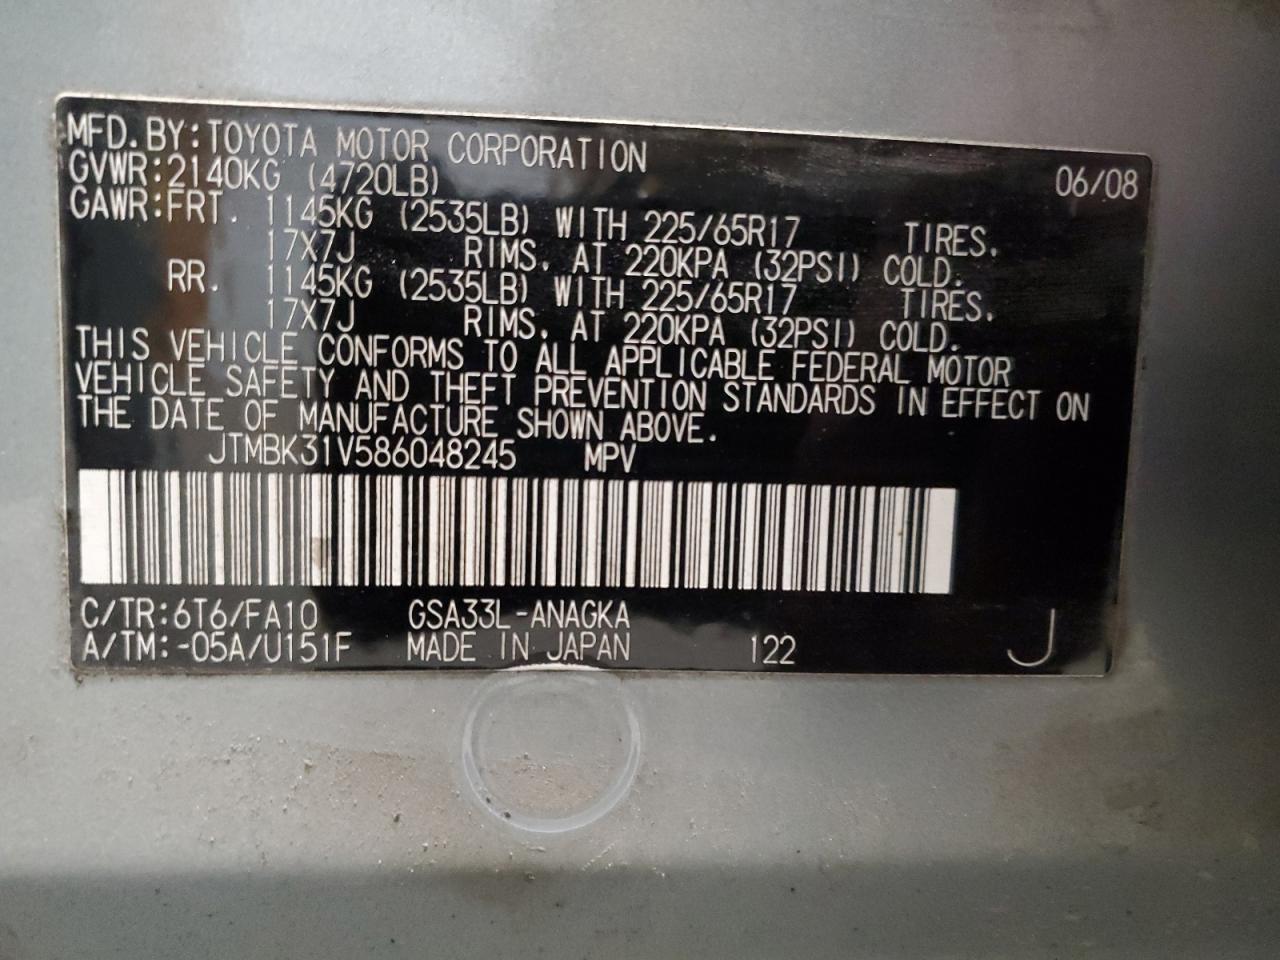 MFD.BY:TOYOTA MOTOR CORPORATION 06/08
GVWR:2140KG (4720LB)
GAWR:FRT. 1145KG (2535LB) WITH 225/65R17 TIRES.
17X7J RIMS, AT 220KPA (32PSI) COLD.
RR. 1145KG (2535LB) WITH 225/65R17 TIRES,
17X7J RIMS, AT 220KPA (32PSI) COLD.
THIS VEHICLE CONFORMS TO ALL APPLICABLE FEDERAL MOTOR
VEHICLE SAFETY AND THEFT PREVENTION STANDARDS IN EFFECT ON
THE DATE OF MANUFACTURE SHOWN ABOVE.
JTMBK31V586048245 MPV
C/TR:6T6/FA10 GSA33L-ANAGKA
A/TM:-05A/U151F MADE IN JAPAN 122 J